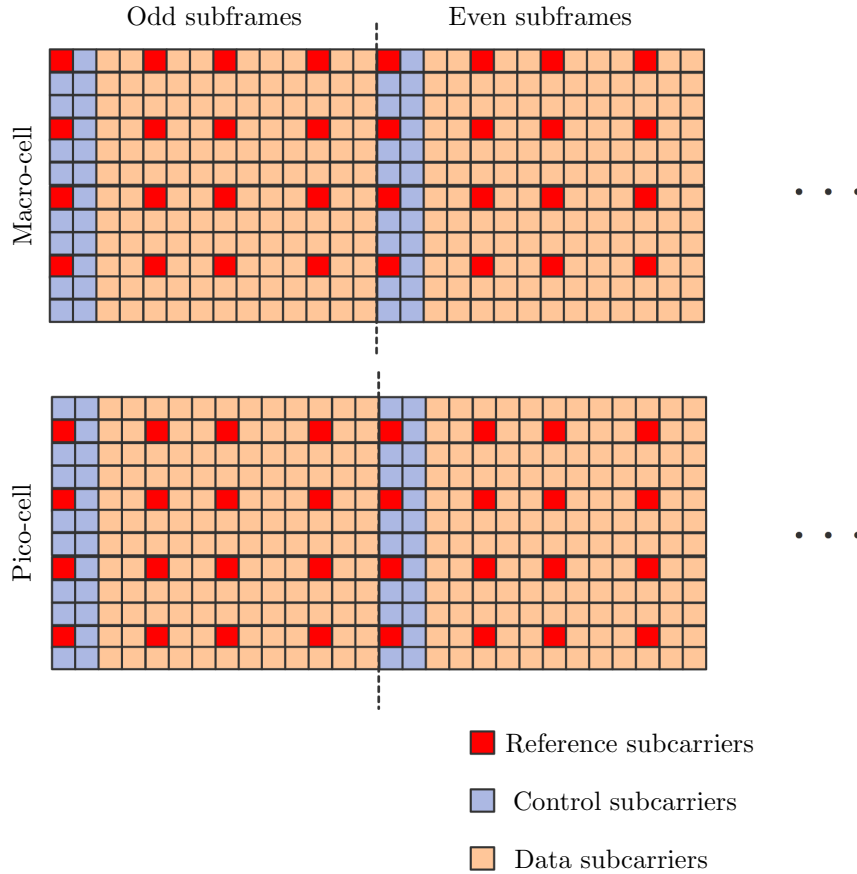 Odd subframes
Even subframes
Macro-cell
Pico-cell
Reference subcarriers
Control subcarriers
Data subcarriers